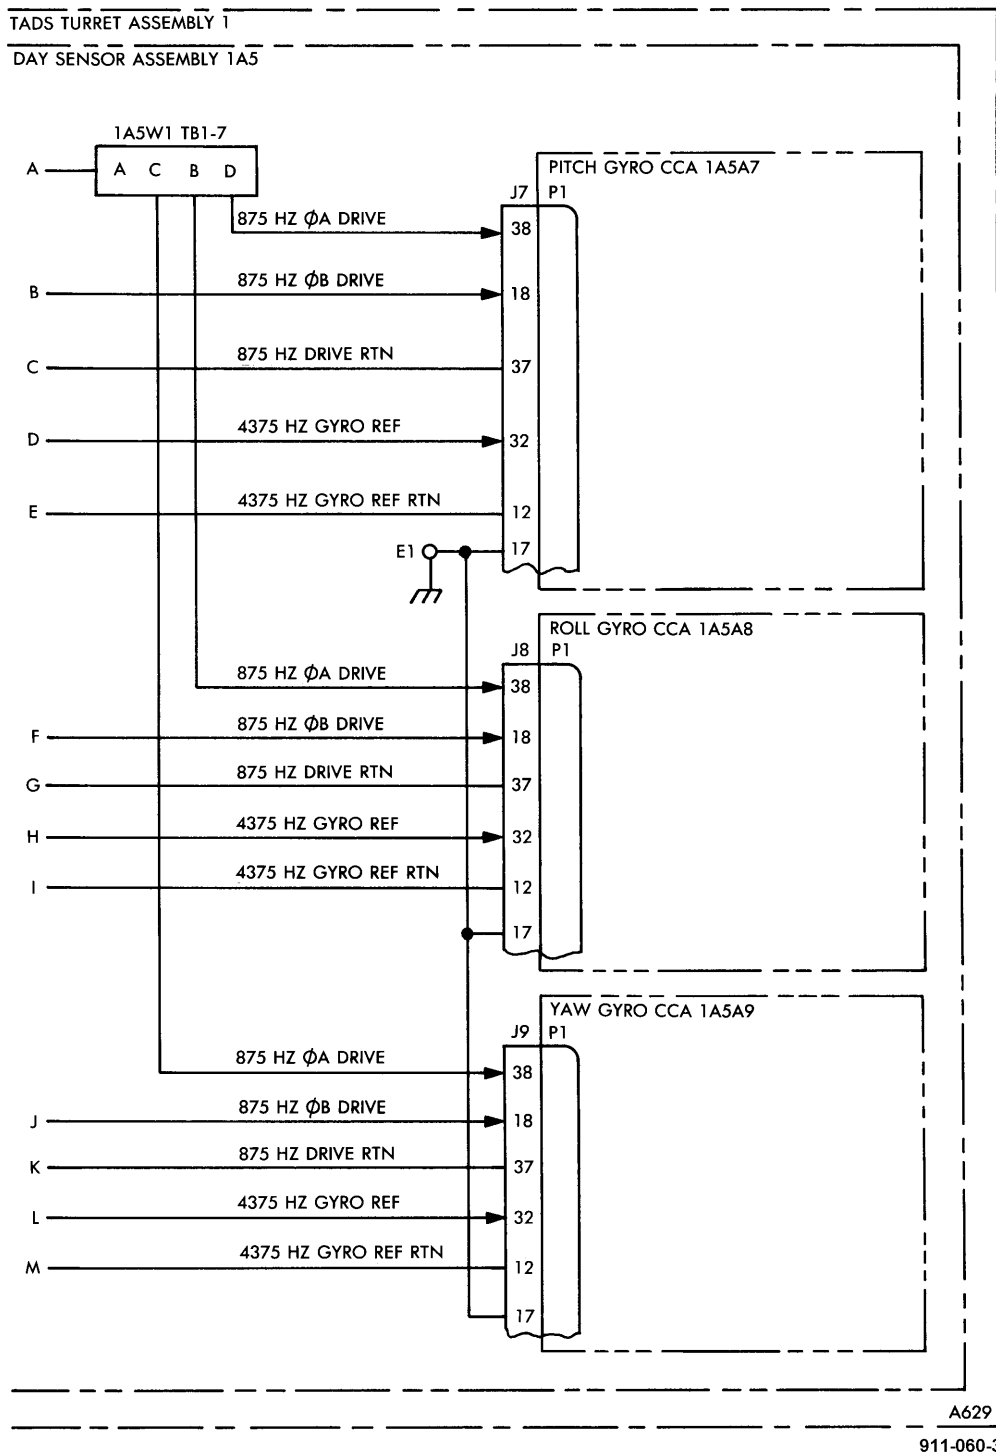 TADS TURRET ASSEMBLY 1
DAY SENSOR ASSEMBLY 1A5
1A5W1 TB1-7
A
A C B D
PITCH GYRO CCA 1A5A7
J7 P1
875 HZ ϕA DRIVE
38
B
875 HZ ϕB DRIVE
18
C
875 HZ DRIVE RTN
37
D
4375 HZ GYRO REF
32
E
4375 HZ GYRO REF RTN
12
E1
17
ROLL GYRO CCA 1A5A8
J8 P1
875 HZ ϕA DRIVE
38
F
875 HZ ϕB DRIVE
18
G
875 HZ DRIVE RTN
37
H
4375 HZ GYRO REF
32
I
4375 HZ GYRO REF RTN
12
17
YAW GYRO CCA 1A5A9
J9 P1
875 HZ ϕA DRIVE
38
J
875 HZ ϕB DRIVE
18
K
875 HZ DRIVE RTN
37
L
4375 HZ GYRO REF
32
M
4375 HZ GYRO REF RTN
12
17
A629
911-060-3